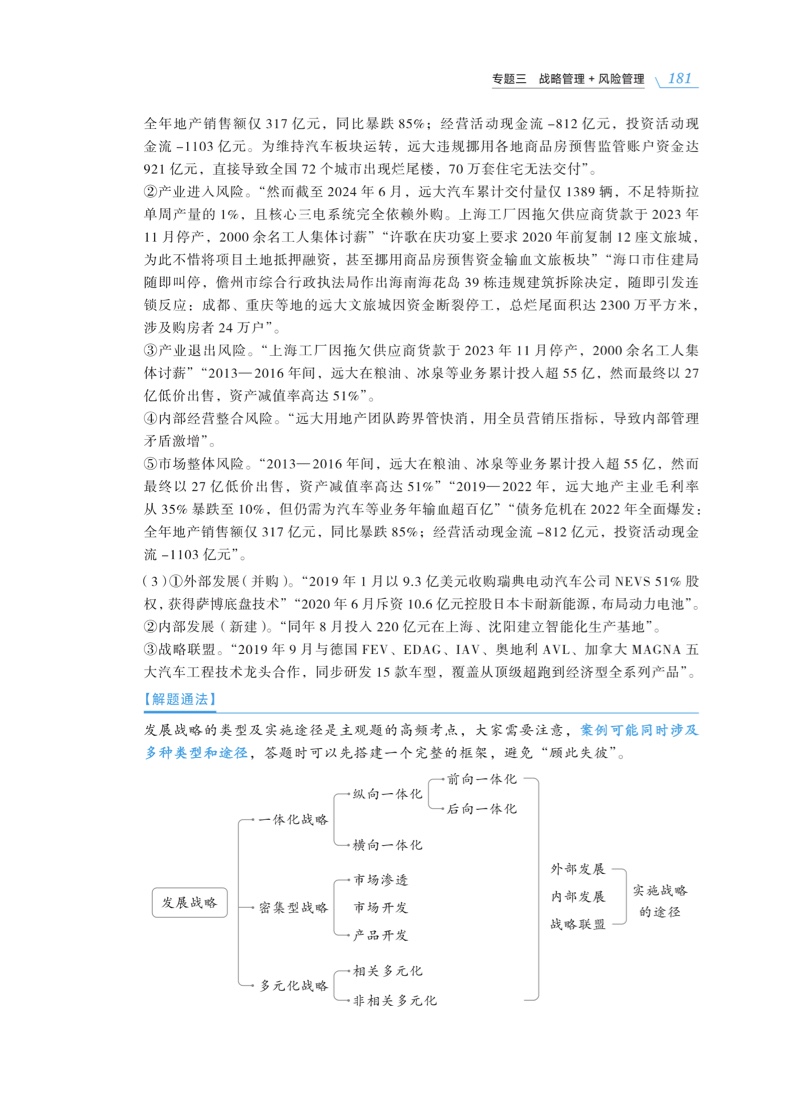 专题三 战略管理 + 风险管理 181
全年地产销售额仅 317 亿元，同比暴跌 85%；经营活动现金流 -812 亿元，投资活动现
金流 -1103 亿元。为维持汽车板块运转，远大违规挪用各地商品房预售监管账户资金达
921 亿元，直接导致全国 72 个城市出现烂尾楼，70 万套住宅无法交付”。
②产业进入风险。“然而截至 2024 年 6 月，远大汽车累计交付量仅 1389 辆，不足特斯拉
单周产量的 1%，且核心三电系统完全依赖外购。上海工厂因拖欠供应商货款于 2023 年
11 月停产，2000 余名工人集体讨薪”“许歌在庆功宴上要求 2020 年前复制 12 座文旅城，
为此不惜将项目土地抵押融资，甚至挪用商品房预售资金输血文旅板块”“海口市住建局
随即叫停，儋州市综合行政执法局作出海南海花岛 39 栋违规建筑拆除决定，随即引发连
锁反应：成都、重庆等地的远大文旅城因资金断裂停工，总烂尾面积达 2300 万平方米，
涉及购房者 24 万户”。
③产业退出风险。“上海工厂因拖欠供应商货款于 2023 年 11 月停产，2000 余名工人集
体讨薪”“2013—2016 年间，远大在粮油、冰泉等业务累计投入超 55 亿，然而最终以 27
亿低价出售，资产减值率高达 51%”。
④内部经营整合风险。“远大用地产团队跨界管快消，用全员营销压指标，导致内部管理
矛盾激增”。
⑤市场整体风险。“2013—2016 年间，远大在粮油、冰泉等业务累计投入超 55 亿，然而
最终以 27 亿低价出售，资产减值率高达 51%”“2019—2022 年，远大地产主业毛利率
从 35% 暴跌至 10%，但仍需为汽车等业务年输血超百亿”“债务危机在 2022 年全面爆发：
全年地产销售额仅 317 亿元，同比暴跌 85%；经营活动现金流 -812 亿元，投资活动现金
流 -1103 亿元”。
（3）①外部发展（并购）。“2019 年 1 月以 9.3 亿美元收购瑞典电动汽车公司 NEVS 51% 股
权，获得萨博底盘技术”“2020 年 6 月斥资 10.6 亿元控股日本卡耐新能源，布局动力电池”。
②内部发展（新建）。“同年 8 月投入 220 亿元在上海、沈阳建立智能化生产基地”。
③战略联盟。“2019 年 9 月与德国 FEV、EDAG、IAV、奥地利 AVL、加拿大 MAGNA 五
大汽车工程技术龙头合作，同步研发 15 款车型，覆盖从顶级超跑到经济型全系列产品”。
【解题通法】
发展战略的类型及实施途径是主观题的高频考点，大家需要注意，案例可能同时涉及
多种类型和途径，答题时可以先搭建一个完整的框架，避免“顾此失彼”。
前向一体化
纵向一体化
后向一体化
一体化战略
横向一体化
外部发展
市场渗透
实施战略
发展战略
密集型战略
市场开发
内部发展
的途径
战略联盟
产品开发
相关多元化
多元化战略
非相关多元化